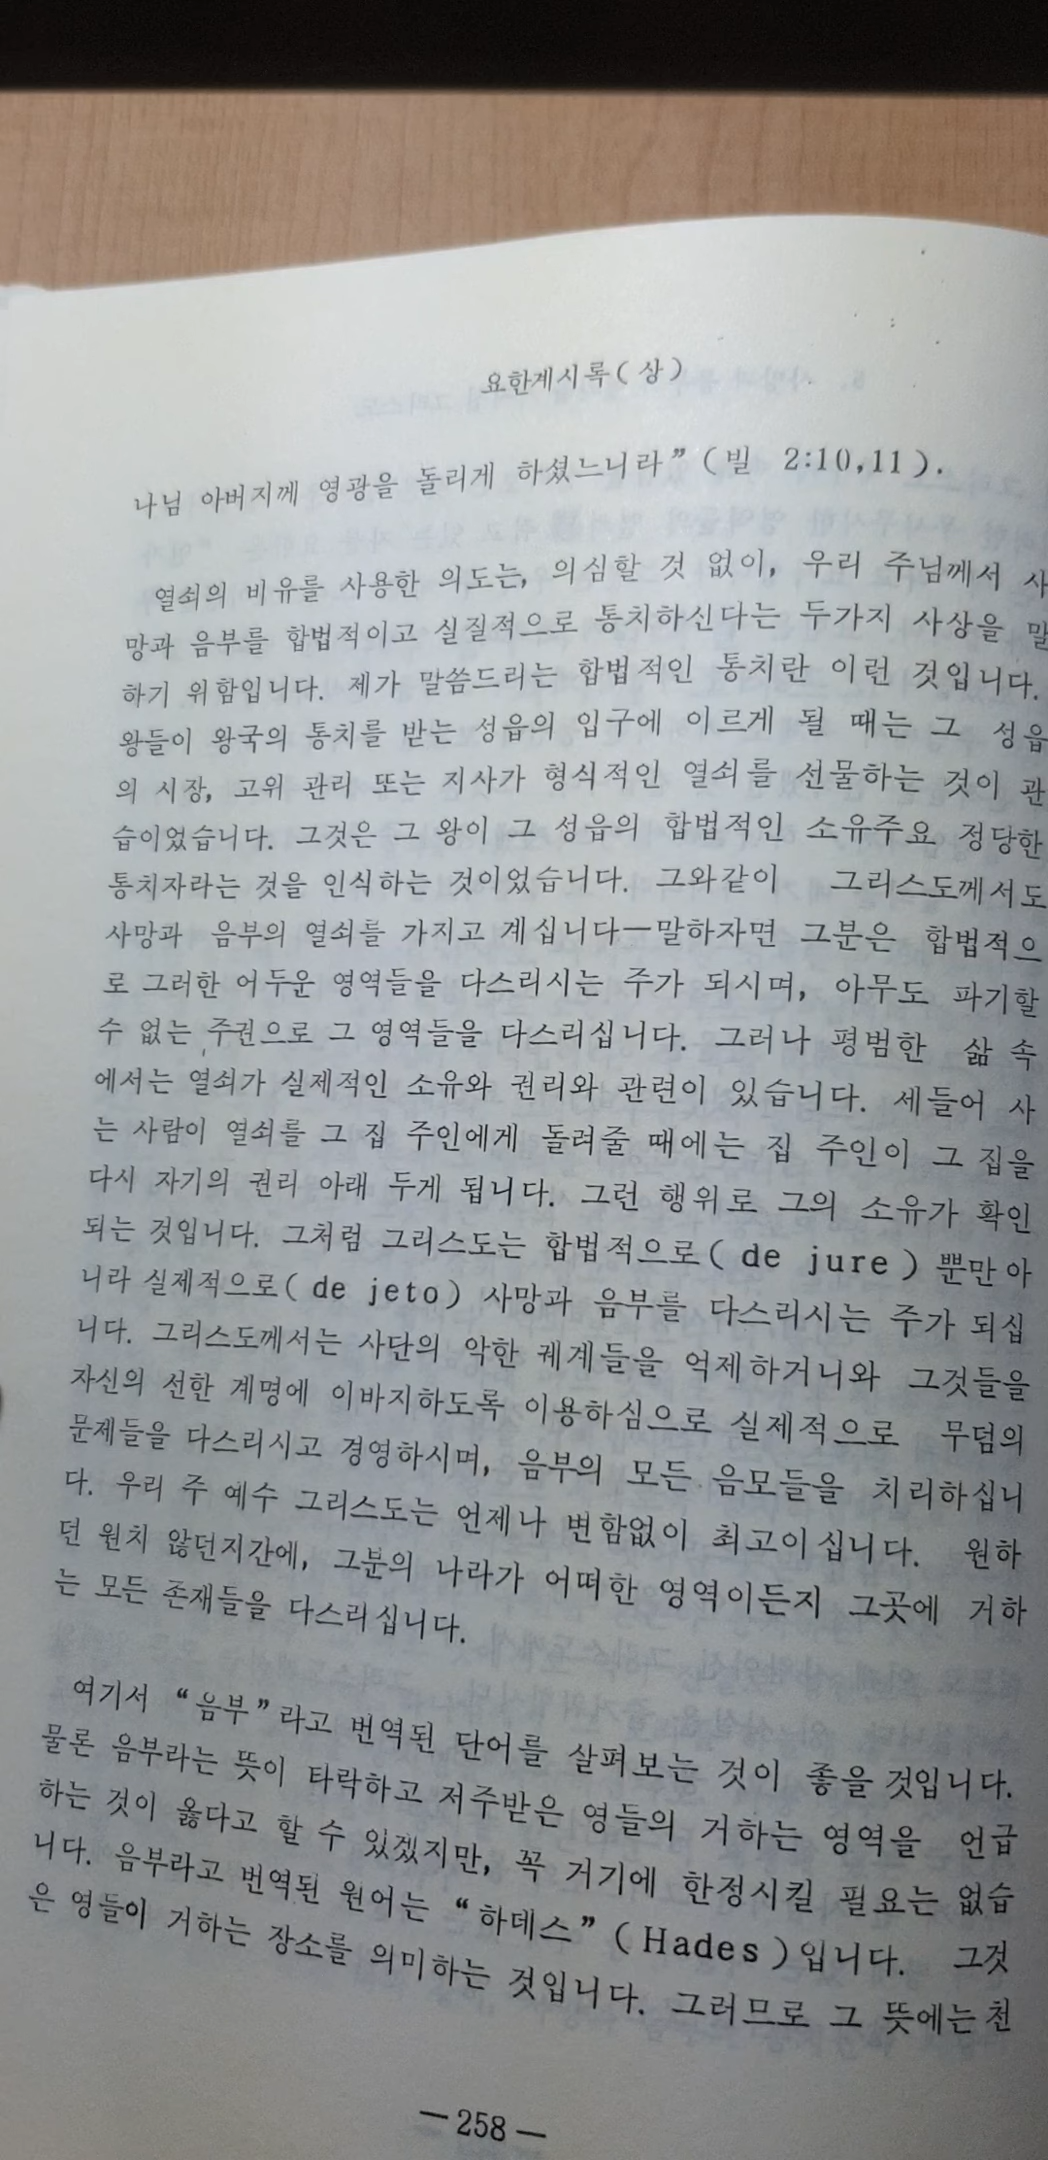 요한계시록(상)
나님 아버지께 영광을 돌리게 하셨느니라” (빌 2:10,11).
열쇠의 비유를 사용한 의도는, 의심할 것 없이, 우리 주님께서 사
망과 음부를 합법적이고 실질적으로 통치하신다는 두가지 사상을 말
하기 위함입니다. 제가 말씀드리는 합법적인 통치란 이런 것입니다.
왕들이 왕국의 통치를 받는 성읍의 입구에 이르게 될 때는 그 성읍
의 시장, 고위 관리 또는 지사가 형식적인 열쇠를 선물하는 것이 관
습이었습니다. 그것은 그 왕이 그 성읍의 합법적인 소유주요 정당한
통치자라는 것을 인식하는 것이었습니다. 그와같이 그리스도께서도
사망과 음부의 열쇠를 가지고 계십니다—말하자면 그분은 합법적으
로 그러한 어두운 영역들을 다스리시는 주가 되시며, 아무도 파기할
수 없는 주권으로 그 영역들을 다스리십니다. 그러나 평범한 삶 속
에서는 열쇠가 실제적인 소유와 권리와 관련이 있습니다. 세들어 사
는 사람이 열쇠를 그 집 주인에게 돌려줄 때에는 집 주인이 그 집을
다시 자기의 권리 아래 두게 됩니다. 그런 행위로 그의 소유가 확인
되는 것입니다. 그처럼 그리스도는 합법적으로( de jure ) 뿐만 아
니라 실제적으로( de jeto ) 사망과 음부를 다스리시는 주가 되십
니다. 그리스도께서는 사단의 악한 궤계들을 억제하거니와 그것들을
자신의 선한 계명에 이바지하도록 이용하심으로 실제적으로 무덤의
문제들을 다스리시고 경영하시며, 음부의 모든 음모들을 치리하십니
다. 우리 주 예수 그리스도는 언제나 변함없이 최고이십니다. 원하
던 원치 않던지간에, 그분의 나라가 어떠한 영역이든지 그곳에 거하
는 모든 존재들을 다스리십니다.
여기서 “음부”라고 번역된 단어를 살펴보는 것이 좋을 것입니다.
물론 음부라는 뜻이 타락하고 저주받은 영들의 거하는 영역을 언급
하는 것이 옳다고 할 수 있겠지만, 꼭 거기에 한정시킬 필요는 없습
니다. 음부라고 번역된 원어는 “하데스” ( Hades ) 입니다. 그것
은 영들이 거하는 장소를 의미하는 것입니다. 그러므로 그 뜻에는 천
— 258 —